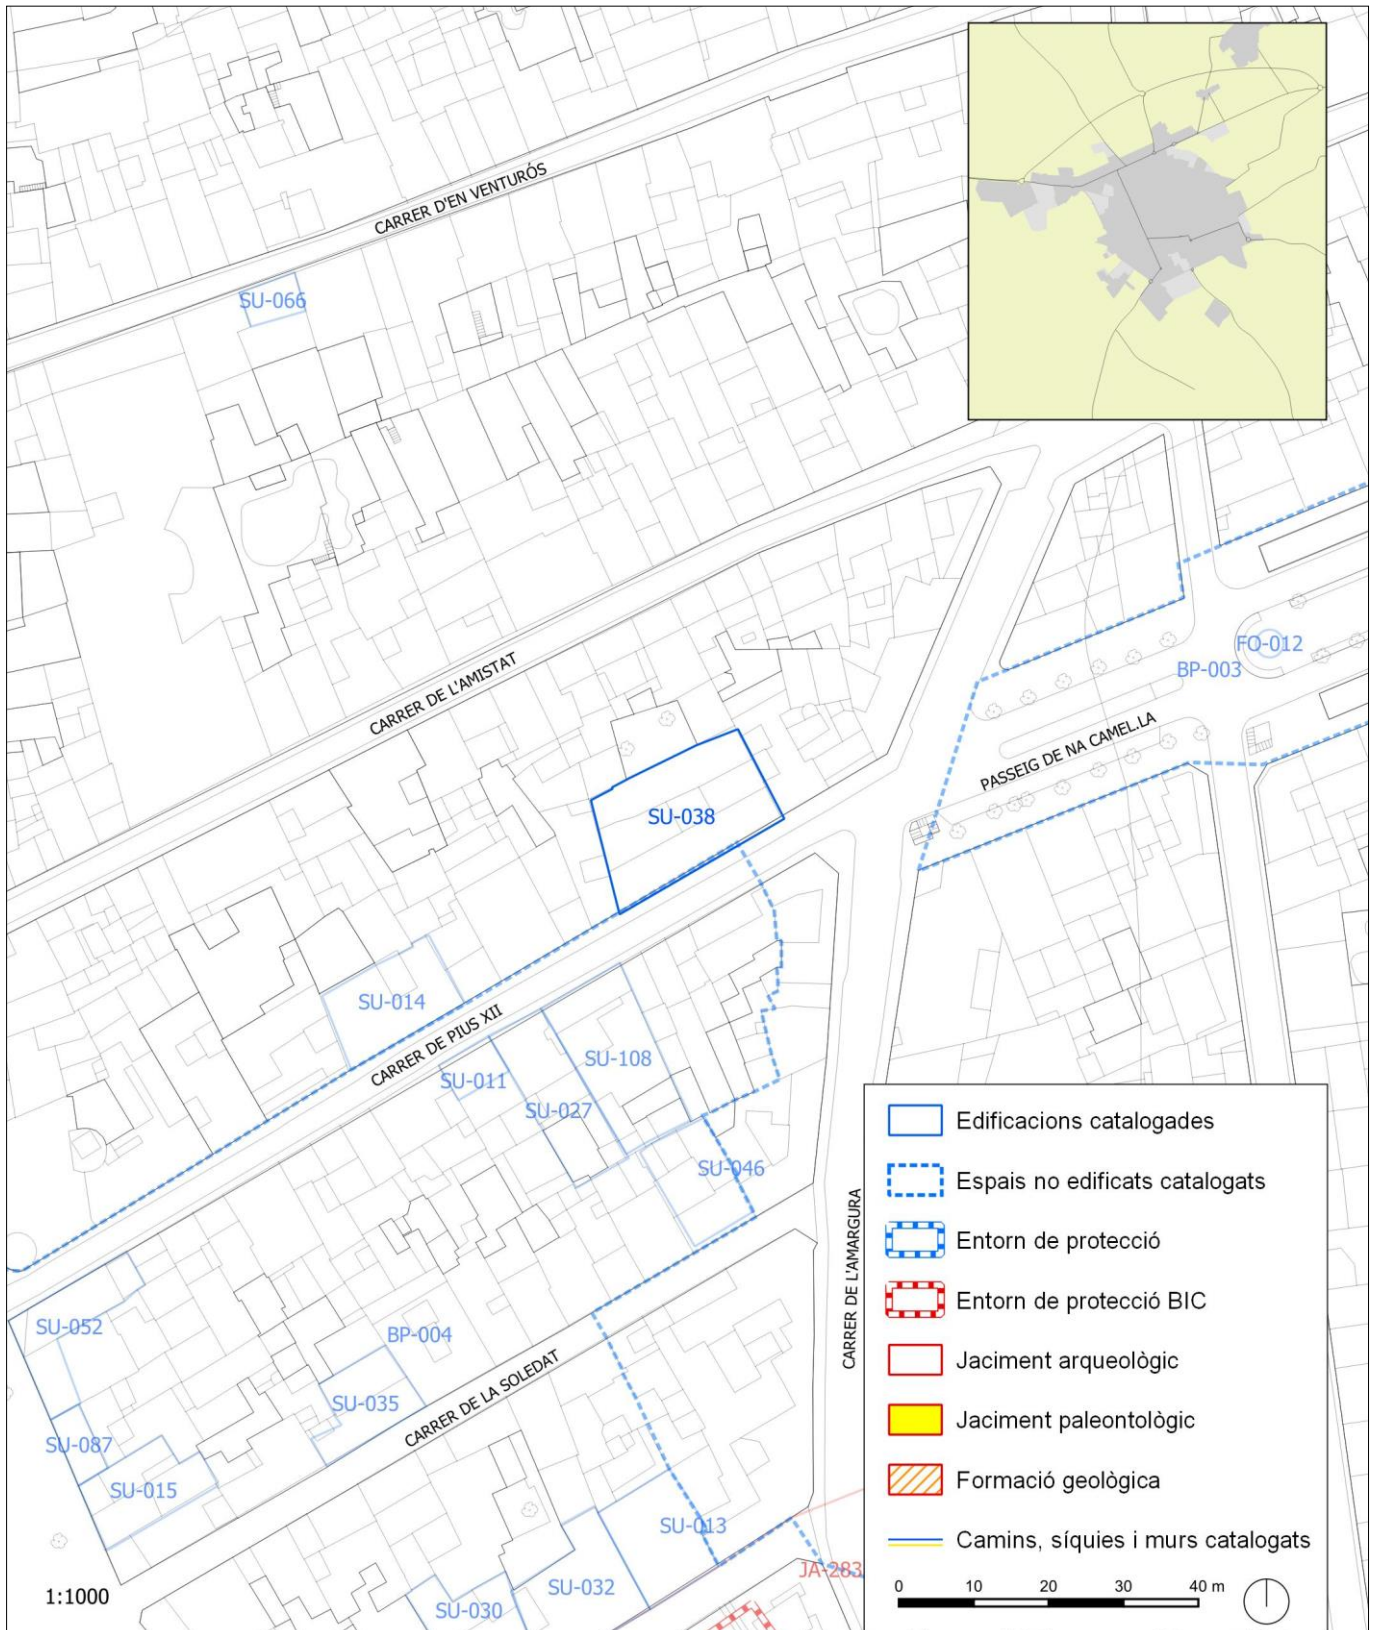 CARRER D'EN VENTURÓS
SU-066
CARRER DE L'AMISTAT
FO-012
BP-003
PASSEIG DE NA CAMEL.LA
SU-038
SU-014
CARRER DE PIUS XII
SU-108
SU-011
SU-027
SU-046
CARRER DE L'AMARGURA
SU-052
BP-004
SU-035
CARRER DE LA SOLEDAT
SU-087
SU-015
SU-013
JA-283
SU-032
SU-030
1:1000
Edificacions catalogades
Espais no edificats catalogats
Entorn de protecció
Entorn de protecció BIC
Jaciment arqueològic
Jaciment paleontològic
Formació geològica
Camins, síquies i murs catalogats
0 10 20 30 40 m